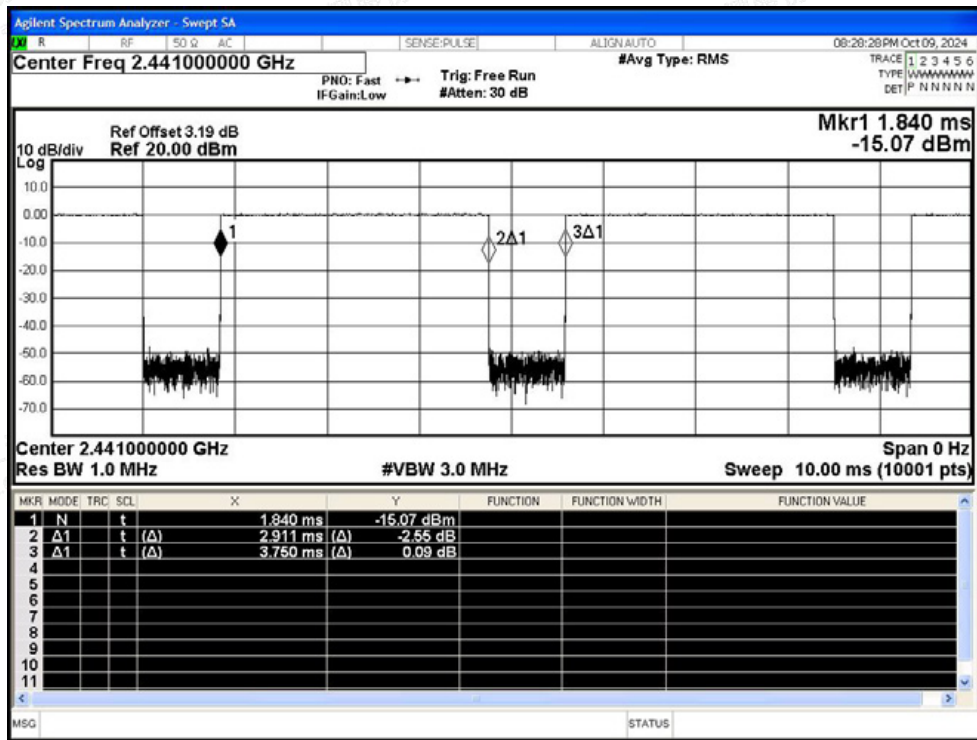 Agilent Spectrum Analyzer - Swept SA
LXI R RF 50 Ω AC SENSE:PULSE ALIGN AUTO 08:28:28 PM Oct 09, 2024
Center Freq 2.441000000 GHz
#Avg Type: RMS
TRACE 1 2 3 4 5 6
PNO: Fast
Trig: Free Run
TYPE WWWWWW
IFGain:Low
#Atten: 30 dB
DET P N N N N N
Mkr1 1.840 ms
-15.07 dBm
Ref Offset 3.19 dB
10 dB/div Ref 20.00 dBm
Log
10.0
0.00
1
2Δ1
3Δ1
-10.0
-20.0
-30.0
-40.0
-50.0
-60.0
-70.0
Center 2.441000000 GHz Span 0 Hz
Res BW 1.0 MHz #VBW 3.0 MHz Sweep 10.00 ms (10001 pts)
MKR MODE TRC SCL X Y FUNCTION FUNCTION WIDTH FUNCTION VALUE
1 N t 1.840 ms -15.07 dBm
2 Δ1 t (Δ) 2.911 ms (Δ) -2.55 dB
3 Δ1 t (Δ) 3.750 ms (Δ) 0.09 dB
4
5
6
7
8
9
10
11
MSG STATUS